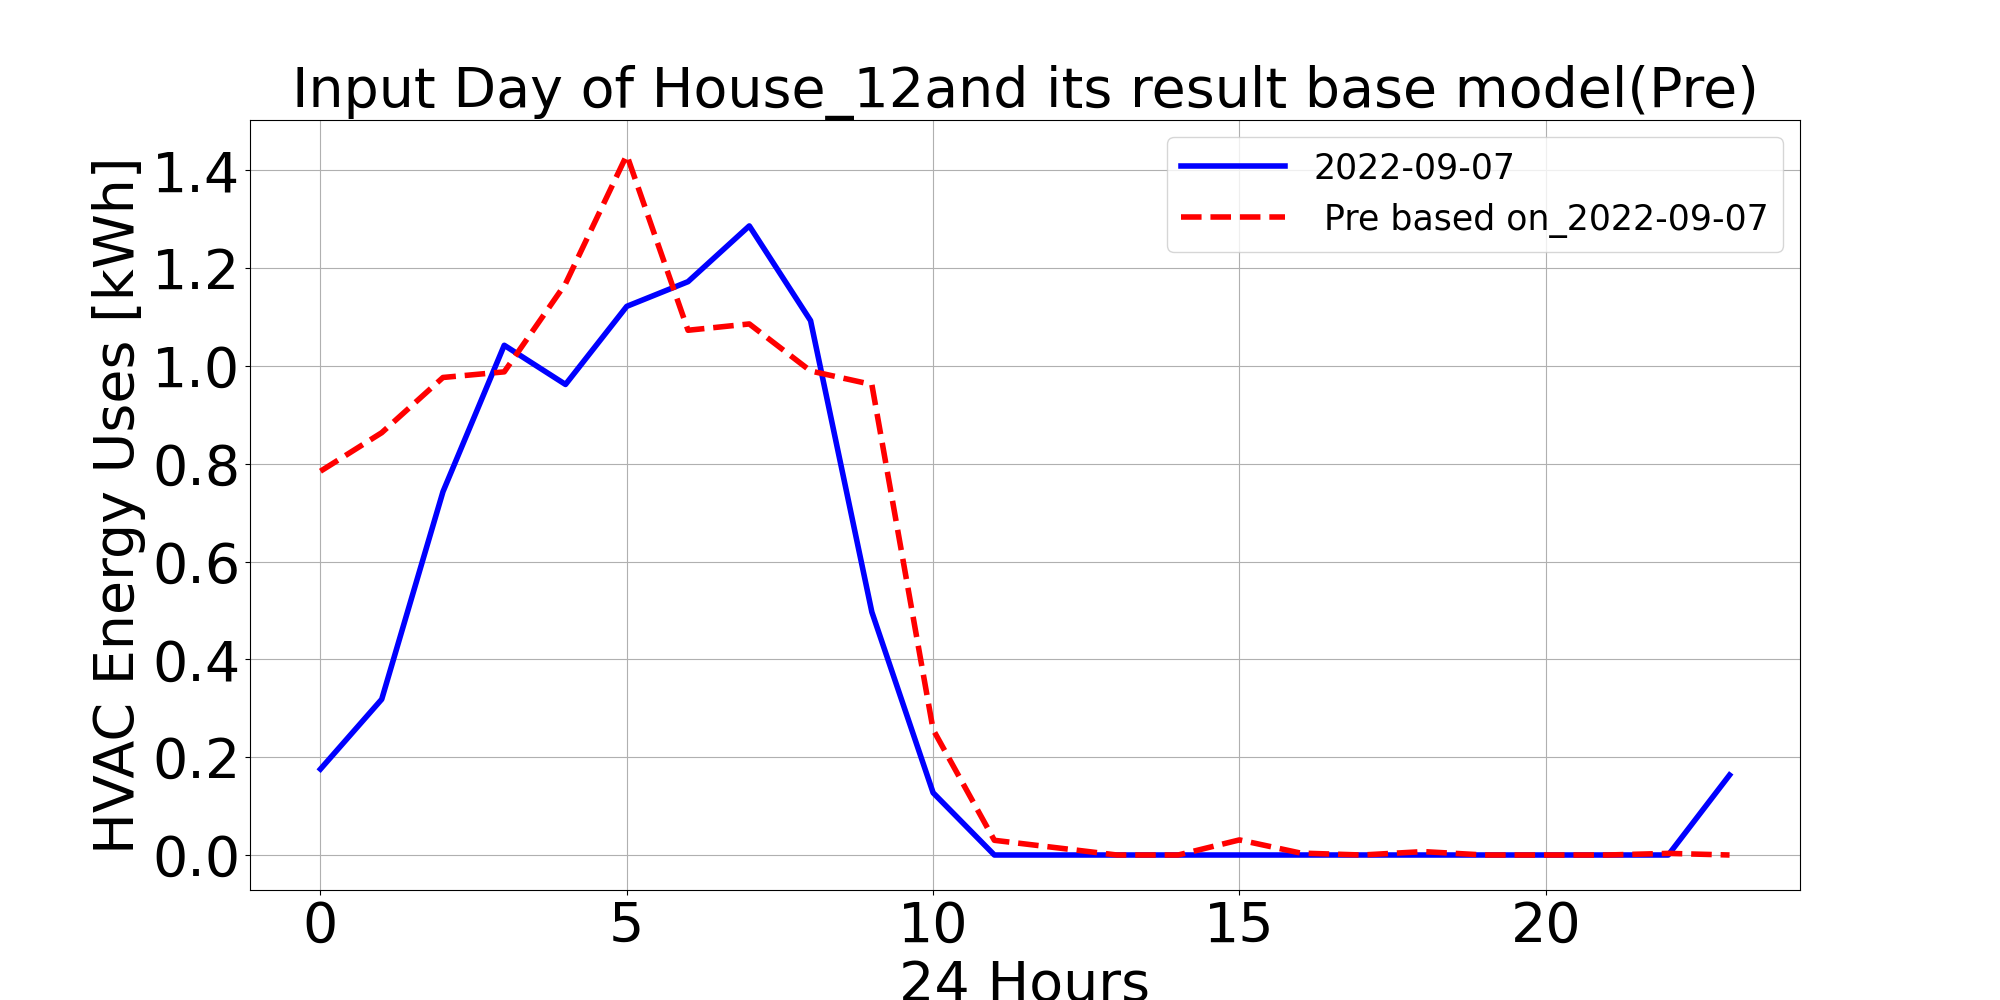 Input Day of House_12and its result base model(Pre)
2022-09-07
Pre based on_2022-09-07
HVAC Energy Uses [kWh]
1.4
1.2
1.0
0.8
0.6
0.4
0.2
0.0
0 5 10 15 20
24 Hours